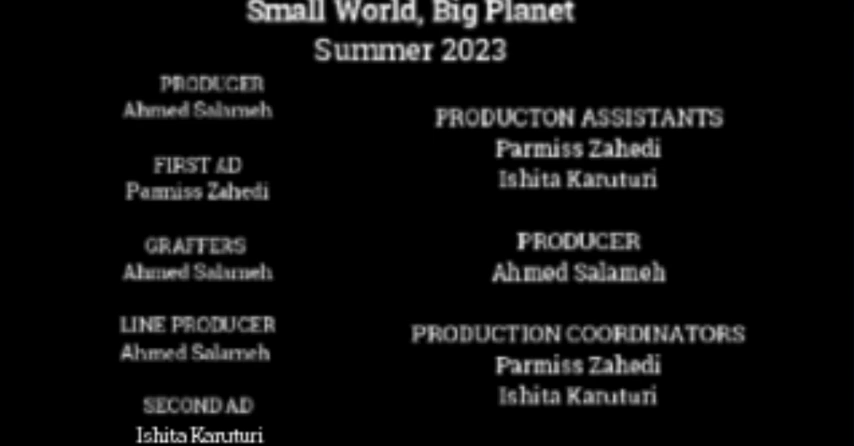 Small World, Big Planet
Summer 2023
PRODUCER
Ahmed Salameh
FIRST AD
Parmiss Zahedi
GRAFFERS
Ahmed Salameh
LINE PRODUCER
Ahmed Salameh
SECOND AD
Ishita Karuturi
PRODUCTON ASSISTANTS
Parmiss Zahedi
Ishita Karuturi
PRODUCER
Ahmed Salameh
PRODUCTION COORDINATORS
Parmiss Zahedi
Ishita Karuturi